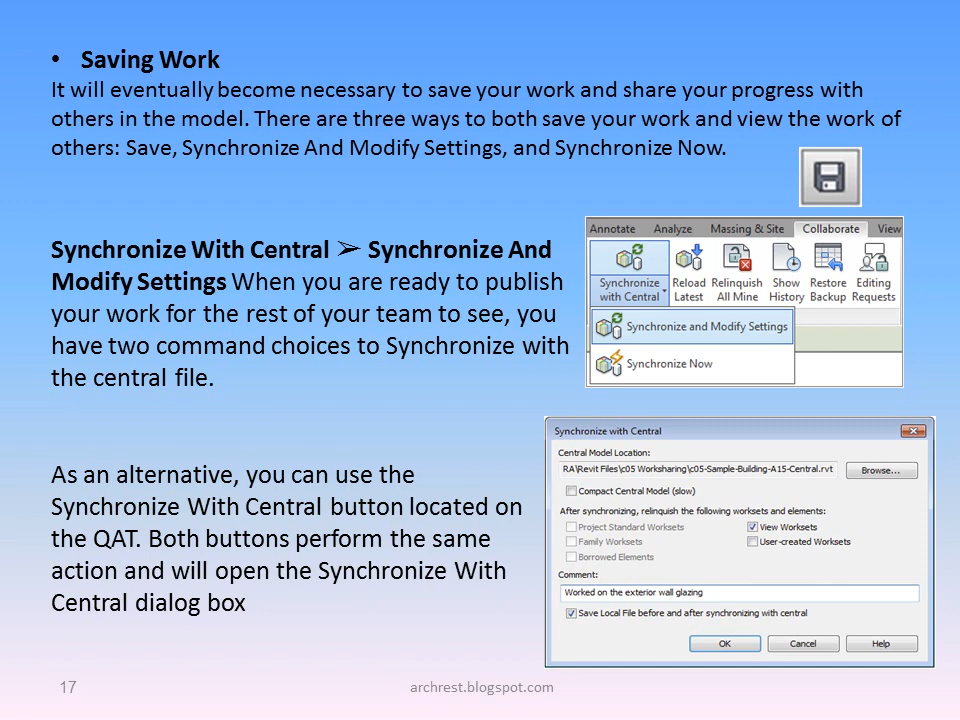 • Saving Work
It will eventually become necessary to save your work and share your progress with
others in the model. There are three ways to both save your work and view the work of
others: Save, Synchronize And Modify Settings, and Synchronize Now.
Synchronize With Central ➢ Synchronize And
Modify Settings When you are ready to publish
your work for the rest of your team to see, you
have two command choices to Synchronize with
the central file.
Annotate Analyze Massing & Site Collaborate View
Synchronize with Central
Reload Latest
Relinquish All Mine
Show History
Restore Backup
Editing Requests
Synchronize and Modify Settings
Synchronize Now
As an alternative, you can use the
Synchronize With Central button located on
the QAT. Both buttons perform the same
action and will open the Synchronize With
Central dialog box
Synchronize with Central
Central Model Location:
RA\Revit Files\c05 Worksharing\c05-Sample-Building-A15-Central.rvt Browse...
Compact Central Model (slow)
After synchronizing, relinquish the following worksets and elements:
Project Standard Worksets View Worksets
Family Worksets User-created Worksets
Borrowed Elements
Comment:
Worked on the exterior wall glazing
Save Local File before and after synchronizing with central
OK Cancel Help
17 archrest.blogspot.com